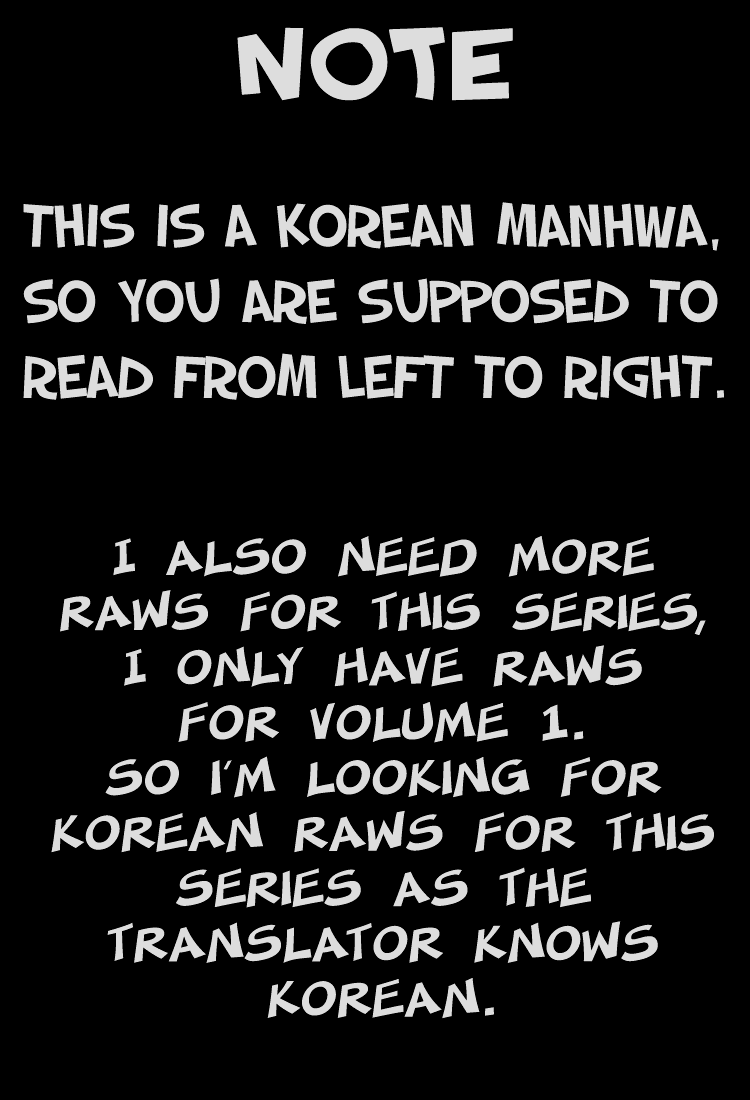 NOTE
THIS IS A KOREAN MANHWA,
SO YOU ARE SUPPOSED TO
READ FROM LEFT TO RIGHT.
I ALSO NEED MORE
RAWS FOR THIS SERIES,
I ONLY HAVE RAWS
FOR VOLUME 1.
SO I'M LOOKING FOR
KOREAN RAWS FOR THIS
SERIES AS THE
TRANSLATOR KNOWS
KOREAN.